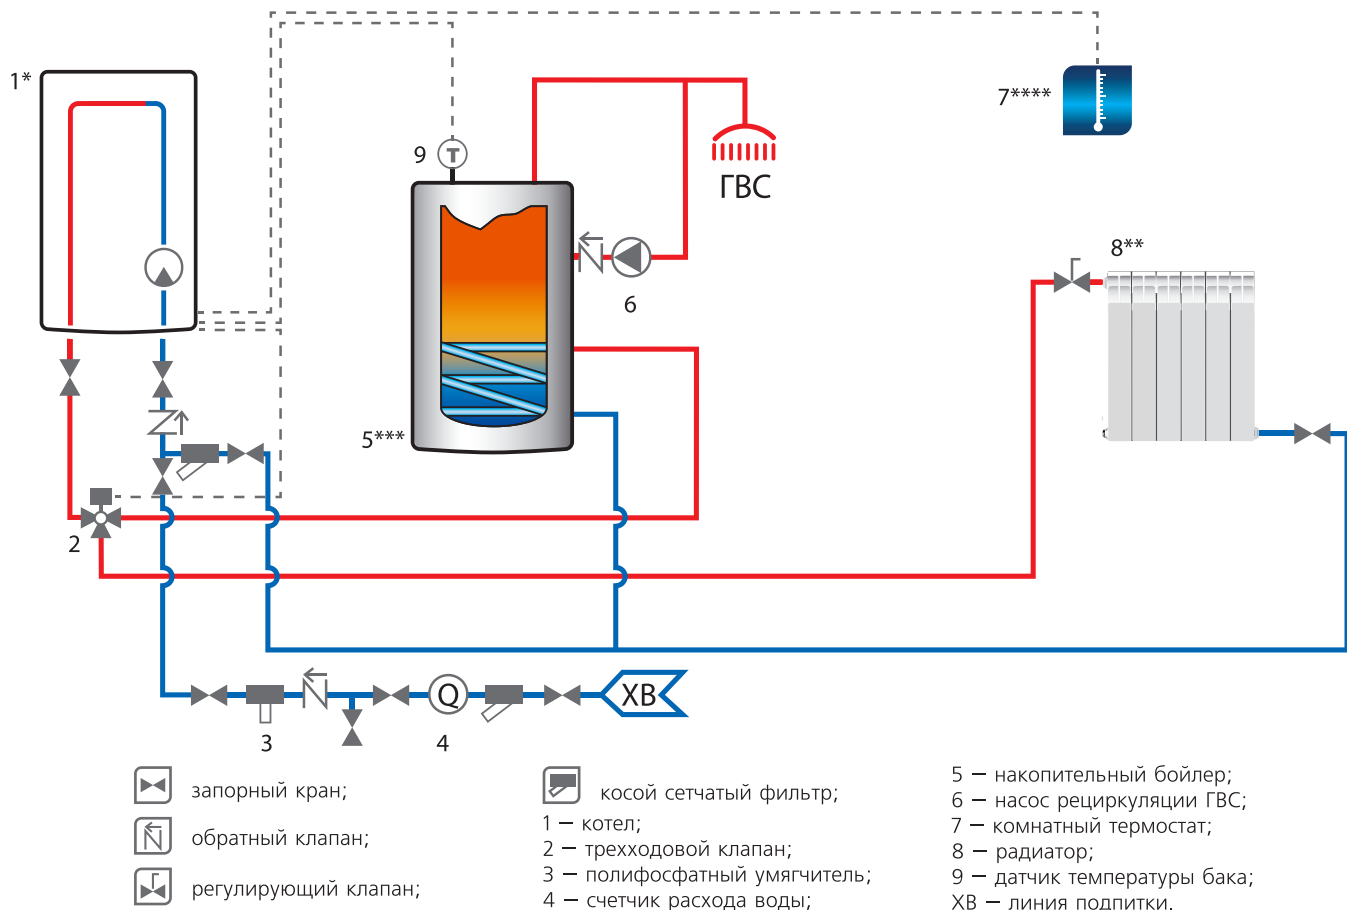 1*
7****
9
T
ГВС
8**
6
5***
2
Q
ХВ
3
4
запорный кран;
обратный клапан;
регулирующий клапан;
косой сетчатый фильтр;
1 – котел;
2 – трехходовой клапан;
3 – полифосфатный умягчитель;
4 – счетчик расхода воды;
5 – накопительный бойлер;
6 – насос рециркуляции ГВС;
7 – комнатный термостат;
8 – радиатор;
9 – датчик температуры бака;
ХВ – линия подпитки.